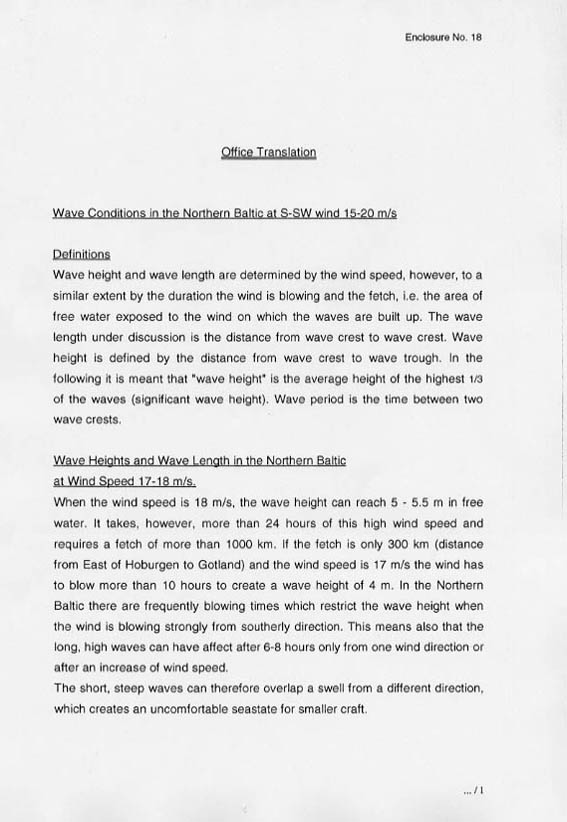 Enclosure No. 18
Office Translation
Wave Conditions in the Northern Baltic at S-SW wind 15-20 m/s
Definitions
Wave height and wave length are determined by the wind speed, however, to a
similar extent by the duration the wind is blowing and the fetch, i.e. the area of
free water exposed to the wind on which the waves are built up. The wave
length under discussion is the distance from wave crest to wave crest. Wave
height is defined by the distance from wave crest to wave trough. In the
following it is meant that "wave height" is the average height of the highest 1/3
of the waves (significant wave height). Wave period is the time between two
wave crests.
Wave Heights and Wave Length in the Northern Baltic
at Wind Speed 17-18 m/s.
When the wind speed is 18 m/s, the wave height can reach 5 - 5.5 m in free
water. It takes, however, more than 24 hours of this high wind speed and
requires a fetch of more than 1000 km. If the fetch is only 300 km (distance
from East of Hoburgen to Gotland) and the wind speed is 17 m/s the wind has
to blow more than 10 hours to create a wave height of 4 m. In the Northern
Baltic there are frequently blowing times which restrict the wave height when
the wind is blowing strongly from southerly direction. This means also that the
long, high waves can have affect after 6-8 hours only from one wind direction or
after an increase of wind speed.
The short, steep waves can therefore overlap a swell from a different direction,
which creates an uncomfortable seastate for smaller craft.
... / 1